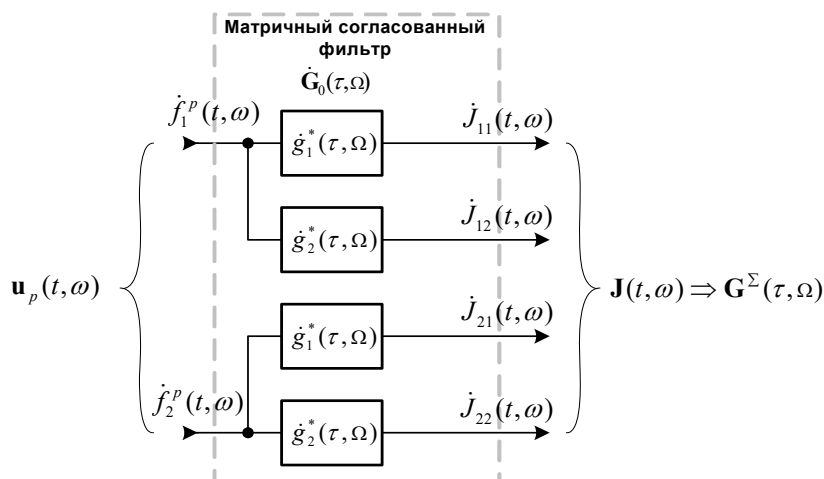 Матричный согласованный
фильтр
Ġ₀(τ,Ω)
ḟ₁ᵖ(t,ω)
ġ₁*(τ,Ω)
J̇₁₁(t,ω)
ġ₂*(τ,Ω)
J̇₁₂(t,ω)
u_p(t,ω)
J(t,ω) ⇒ G^Σ(τ,Ω)
ġ₁*(τ,Ω)
J̇₂₁(t,ω)
ḟ₂ᵖ(t,ω)
ġ₂*(τ,Ω)
J̇₂₂(t,ω)